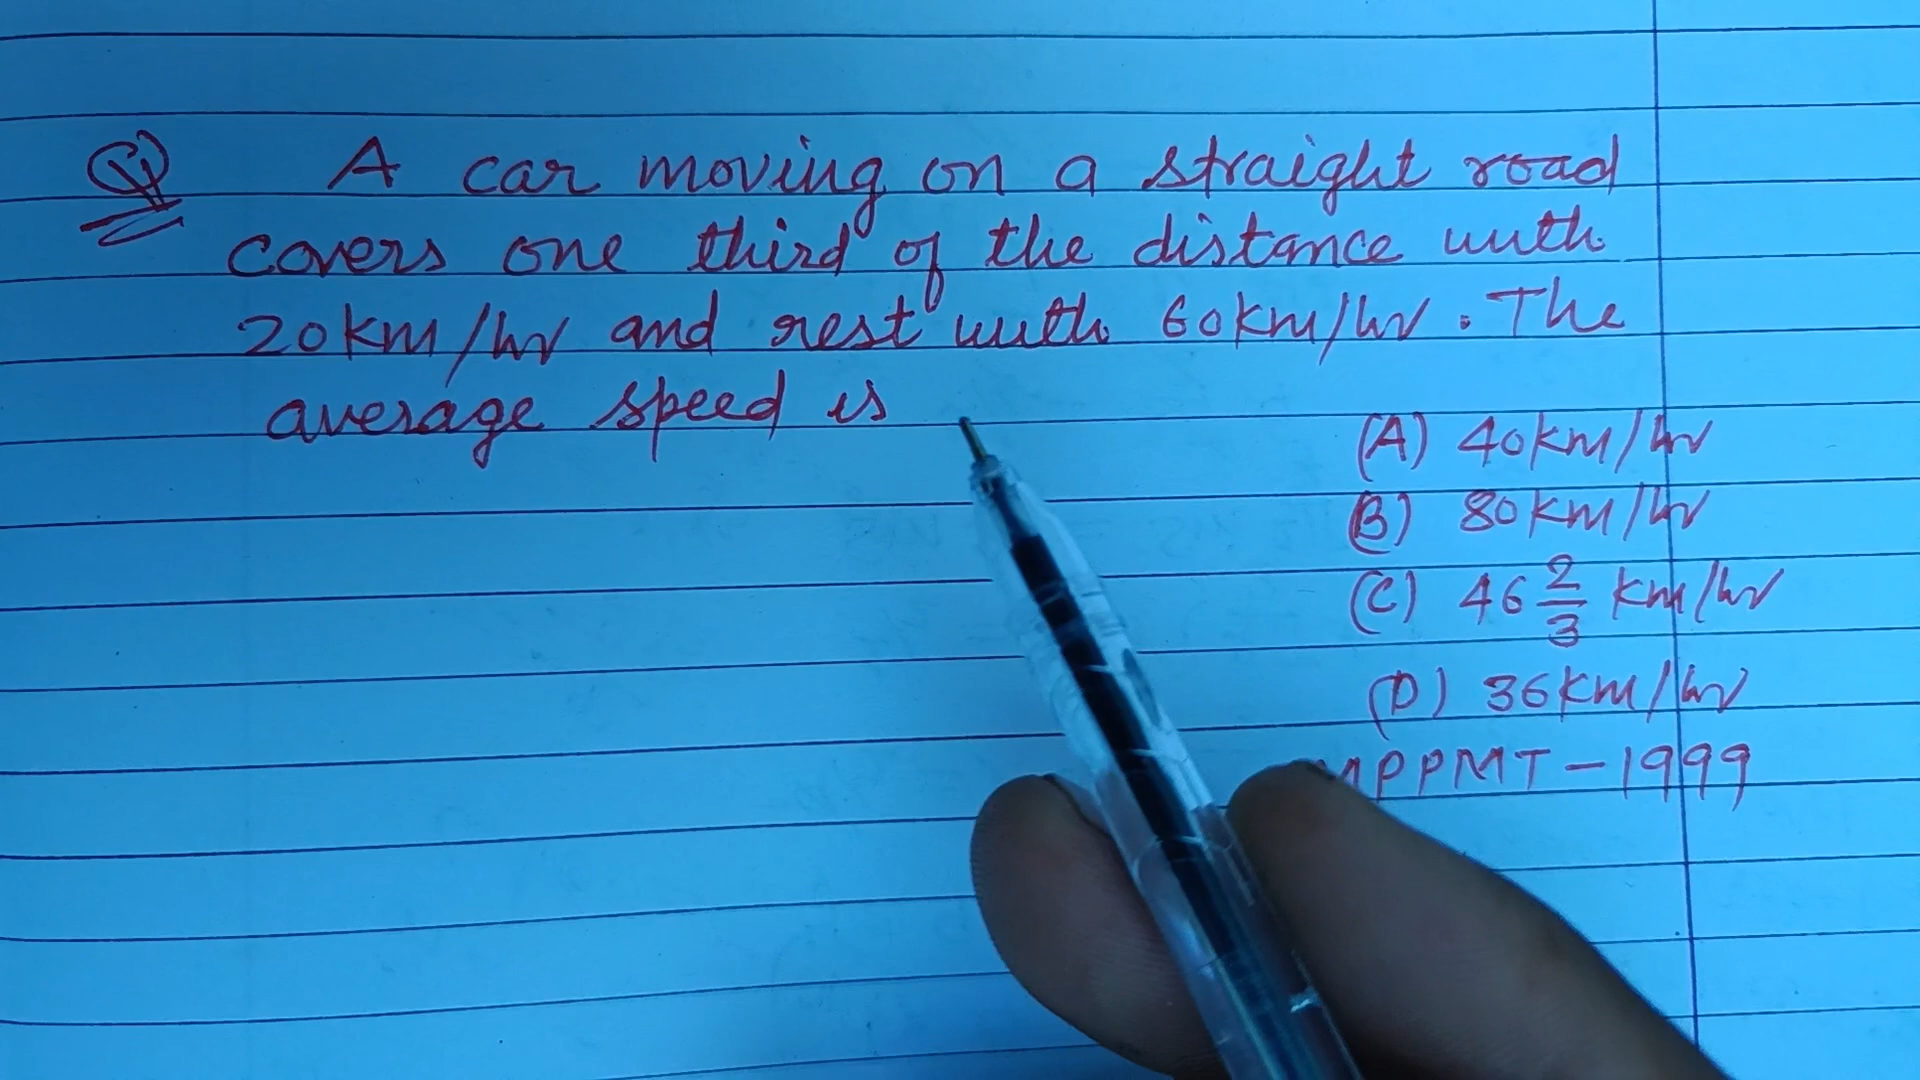 Q A car moving on a straight road
covers one third of the distance with
20km/hr and rest with 60km/hr. The
average speed is
(A) 40km/hr
(B) 80km/hr
(C) 46 2/3 km/hr
(D) 36km/hr
MPPMT-1999